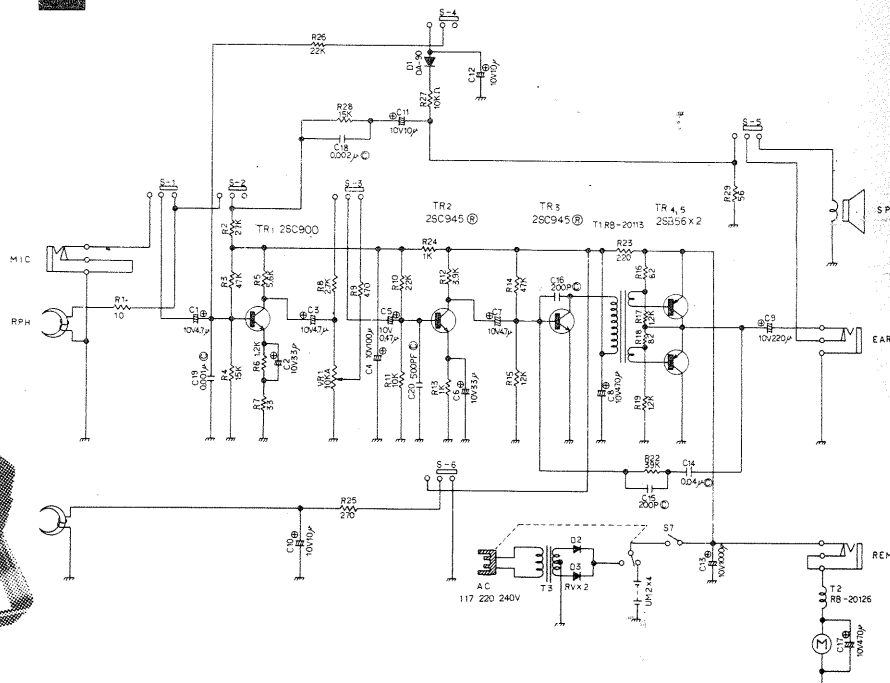 S-4
R26
22K
D1
DA-90
C12
10V10μ
R27
10KΩ
R28
15K
C11
10V10μ
C18
0.002μ Ⓒ
S-5
R29
56
SP
S-1
S-2
S-3
R2
TR1 2SC900
TR2
2SC945 Ⓡ
TR3
2SC945 Ⓡ
T1 RB-20113
TR4,5
2SB56×2
MIC
RPH
R1
10
R3
47K
R5
5.6K
R8
2.7K
R9
470
R24
1K
R10
22K
R12
3.9K
R14
47K
C16
200P Ⓒ
R23
220
R16
8.2
R17
R18
8.2
R19
1.2K
C1
10V4.7μ
C3
10V4.7μ
C5
10V
0.47μ
10V4.7μ
C9
10V220μ
EAR
C19
0.001μ Ⓒ
R4
15K
R6
1.2K
C2
10V33μ
R7
33
VR1
10KA
C4
10V100μ
R11
10K
C20
500PF Ⓒ
R13
1K
C6
10V33μ
R15
12K
C8
10V470μ
R22
39K
C14
0.04μ Ⓒ
C15
200P Ⓒ
S-6
R25
270
C10
10V10μ
AC
117 220 240V
T3
D2
D3
RV×2
UM2×4
S7
C13
10V1000μ
REM
T2
RB-20126
M
C17
10V470μ